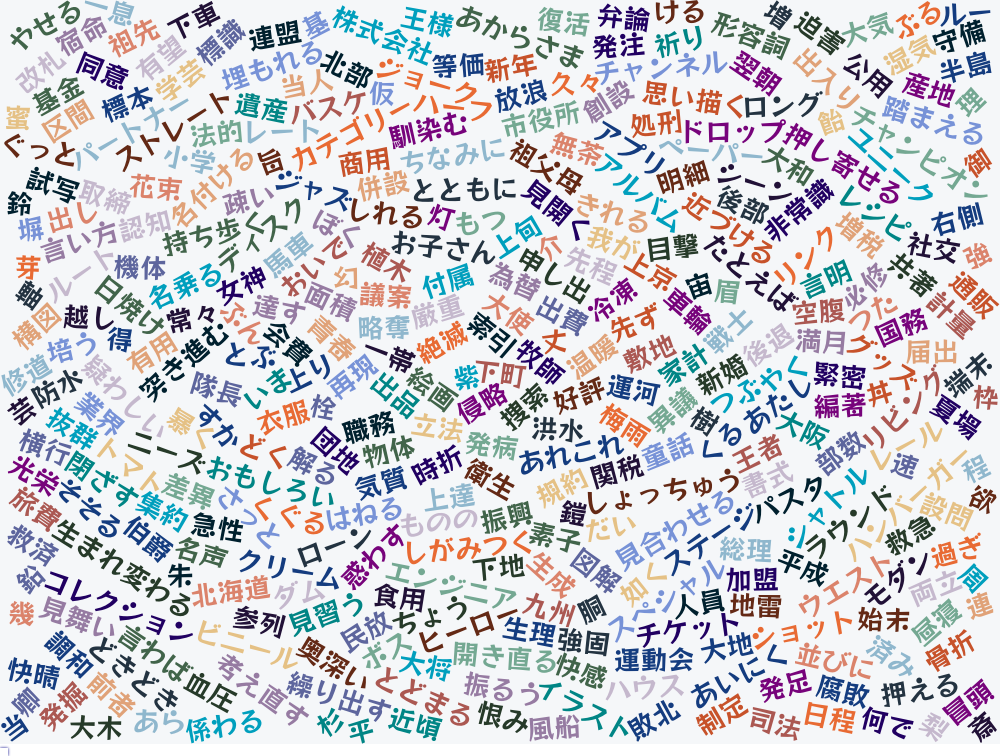 やせる
一息
下車
連盟
基
株式会社
王様
あからさま
復活
弁論
ける
形容詞
増
迫害
大気
ぶる
ルー
改札
宿命
祖先
有望
標識
埋もれる
北部
ジョーク
等価
新年
発注
祈り
チャンネル
翌朝
出入り
公用
湿気
守備
半島
同意
学芸
当人
仮
久々
産地
蜜
基金
標本
パートナー
ストレート
遺産
バスケ
カテゴリー
ハーフ
放浪
創設
思い描く
ロング
飴
チャンピオン
踏まえる
区間
ぐっと
法的
レート
馴染む
市役所
処刑
ドロップ
押し寄せる
ユニーク
御
小学
名付ける
旨
商用
ちなみに
祖父母
無茶
アプリ
ペーパー
大和
鈴
試写
取締
花束
疎い
ジャズ
併設
とともに
見開く
きれる
アルバム
明細
シーン
後部
非常識
レシピ
右側
塀
出し
言い方
認知
持ち歩く
ディスク
ぼく
しれる
灯
もつ
上旬
我が
目撃
近づける
リンク
増税
社交
強
芽
ルート
機体
名乗る
馬車
おいで
植木
お子さん
介
申し出
先程
上京
宙
たとえば
言明
必修
共著
通販
軸
日焼け
女神
達す
面積
幻
議案
付属
為替
出費
冷凍
車輪
眉
空腹
つた
計量
構図
越し
得
常々
ぶん
会費
青春
略奪
厳重
大使
索引
丈
先ず
戦士
後退
満月
国務
修道
培う
有用
突き進む
とぶ
上り
再現
一帯
絶滅
牧師
温暖
敷地
家計
グッズ
届出
芸
防水
疑わしい
隊長
いま
出品
絵画
紫
下町
搜索
好評
運河
新婚
つぶやく
緊密
丼
端末
枠
業界
暴く
すか
衣服
栓
職務
侵略
梅雨
異議
樹
あたし
編著
リビング
夏場
抜群
ニーズ
どく
団地
物体
立法
発病
洪水
あれこれ
童話
くる
大阪
部数
レール
横行
閉ざす
トマト
差異
おもしろい
解る
気質
時折
衛生
規約
関税
王者
書式
速
ハンバーガー
程
光栄
そそる
集約
さっと
くぐる
はねる
上達
鎧
しょっちゅう
パスタ
シャトル
設問
欲
旅費
生まれ変わる
伯爵
急性
名声
ローン
ものの
振興
素子
だい
見合わせる
ステージ
ラウンド
救急
救済
朱
クリーム
惑わす
しがみつく
下地
生成
図解
如く
総理
平成
モダン
過ぎ
コレクション
北海道
ダム
エンジニア
食用
九州
胴
スペシャル
加盟
ウエスト
両立
幾
見舞い
ビニール
参列
見習う
民放
ちょう
ヒーロー
生理
強固
チケット
人員
地雷
ショット
始末
昼寝
連
調和
どきどき
言わば
血圧
考え直す
奥深い
ボス
大将
開き直る
快感
運動会
大地
並びに
済み
骨折
快晴
発掘
前者
繰り出す
とどまる
振るう
イラスト
ハウス
あいにく
発足
腐敗
押える
冒頭
大木
あら
係わる
杉
平
近頃
恨み
風船
敗北
制定
司法
日程
何で
梨
斎